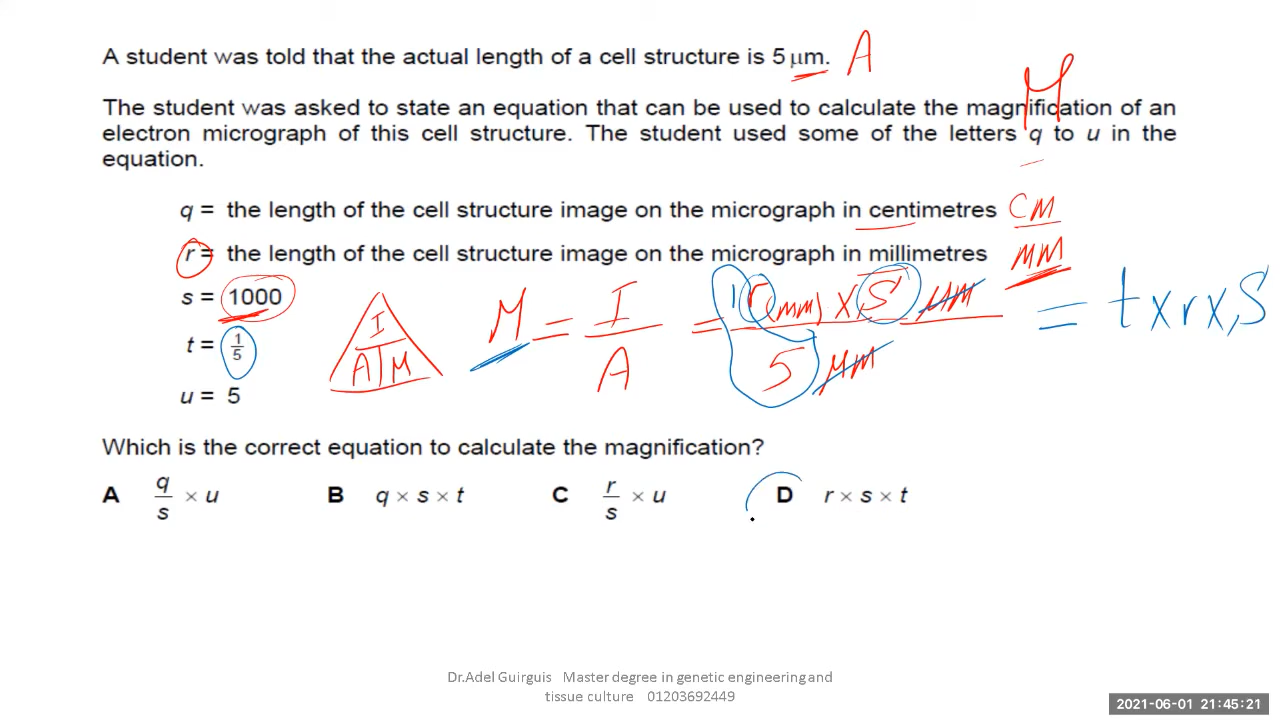 A student was told that the actual length of a cell structure is 5 μm. A
M
The student was asked to state an equation that can be used to calculate the magnification of an
electron micrograph of this cell structure. The student used some of the letters q to u in the
equation.
q = the length of the cell structure image on the micrograph in centimetres CM
r = the length of the cell structure image on the micrograph in millimetres MM
s = 1000
t = 1/5
u = 5
I
A | M
M = I / A = 1 r (MM) X S μM / 5 μM = t x r x S
Which is the correct equation to calculate the magnification?
A q/s × u B q × s × t C r/s × u D r × s × t
Dr.Adel Guirguis Master degree in genetic engineering and
tissue culture 01203692449
2021-06-01 21:45:21